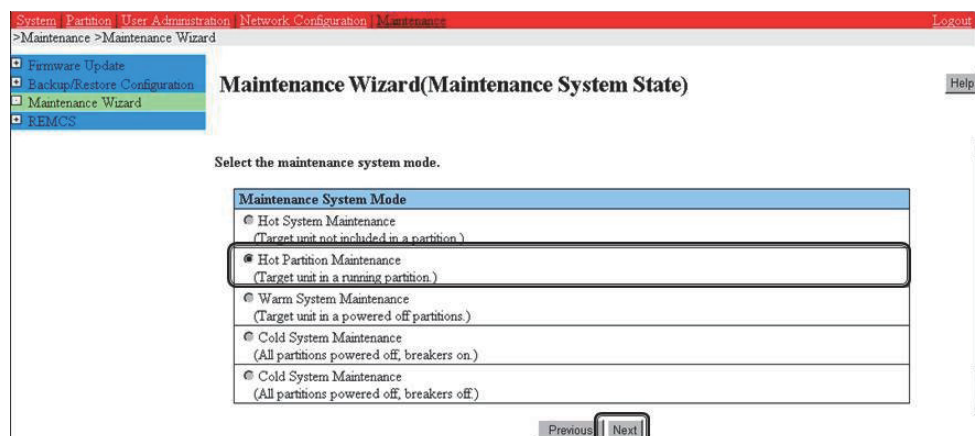 System | Partition | User Administration | Network Configuration | Maintenance Logout
>Maintenance >Maintenance Wizard
Firmware Update
Backup/Restore Configuration
Maintenance Wizard
REMCS
Maintenance Wizard(Maintenance System State)
Help
Select the maintenance system mode.
Maintenance System Mode
Hot System Maintenance
(Target unit not included in a partition.)
Hot Partition Maintenance
(Target unit in a running partition.)
Warm System Maintenance
(Target unit in a powered off partitions.)
Cold System Maintenance
(All partitions powered off, breakers on.)
Cold System Maintenance
(All partitions powered off, breakers off.)
Previous Next